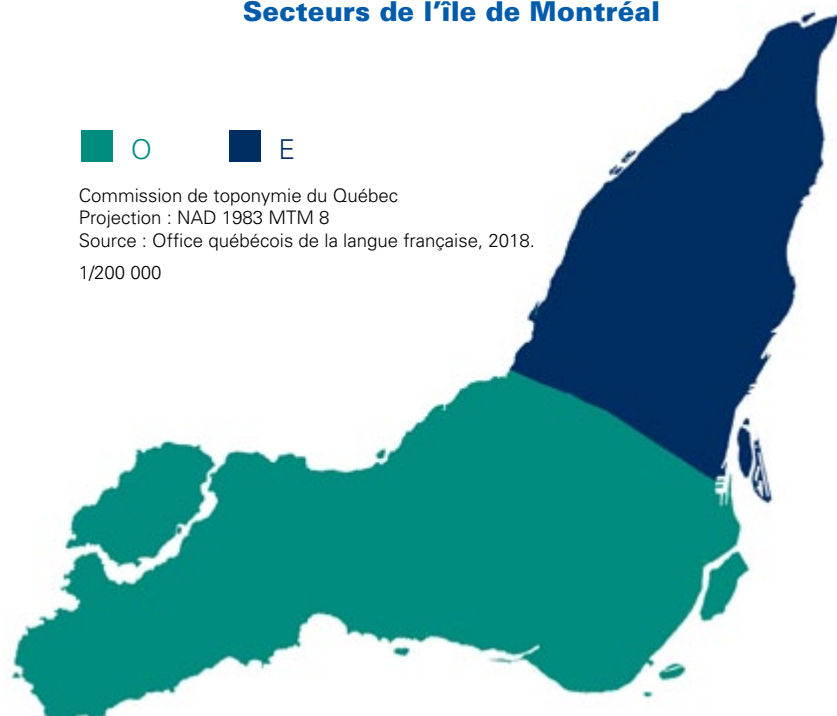 Secteurs de l'île de Montréal
O E
Commission de toponymie du Québec
Projection : NAD 1983 MTM 8
Source : Office québécois de la langue française, 2018.
1/200 000